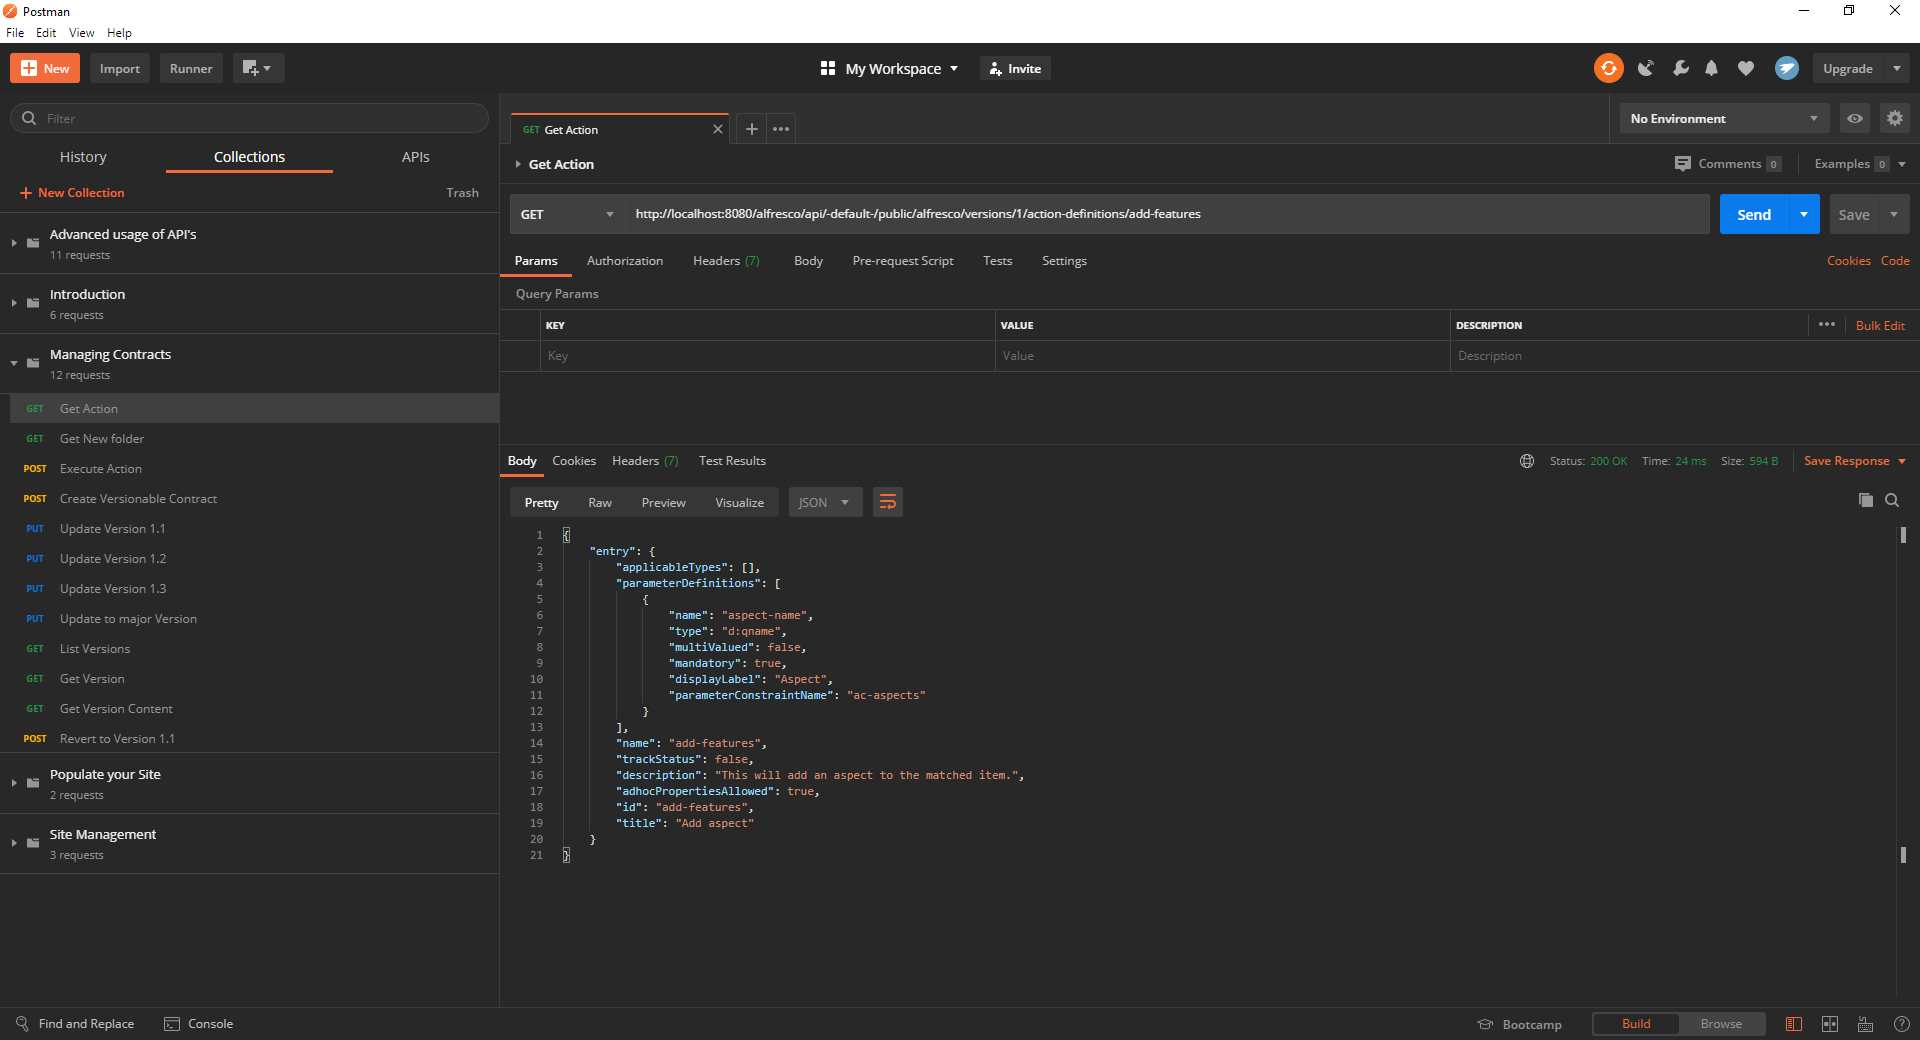 Postman
File Edit View Help
New Import Runner
My Workspace Invite
Upgrade
Filter
History Collections APIs
New Collection Trash
Advanced usage of API's
11 requests
Introduction
6 requests
Managing Contracts
12 requests
GET Get Action
GET Get New folder
POST Execute Action
POST Create Versionable Contract
PUT Update Version 1.1
PUT Update Version 1.2
PUT Update Version 1.3
PUT Update to major Version
GET List Versions
GET Get Version
GET Get Version Content
POST Revert to Version 1.1
Populate your Site
2 requests
Site Management
3 requests
GET Get Action
No Environment
Get Action
Comments 0 Examples 0
GET http://localhost:8080/alfresco/api/-default-/public/alfresco/versions/1/action-definitions/add-features
Send Save
Params Authorization Headers (7) Body Pre-request Script Tests Settings
Cookies Code
Query Params
KEY VALUE DESCRIPTION Bulk Edit
Key Value Description
Body Cookies Headers (7) Test Results
Status: 200 OK Time: 24 ms Size: 594 B Save Response
Pretty Raw Preview Visualize JSON
1 {
2 "entry": {
3 "applicableTypes": [],
4 "parameterDefinitions": [
5 {
6 "name": "aspect-name",
7 "type": "d:qname",
8 "multiValued": false,
9 "mandatory": true,
10 "displayLabel": "Aspect",
11 "parameterConstraintName": "ac-aspects"
12 }
13 ],
14 "name": "add-features",
15 "trackStatus": false,
16 "description": "This will add an aspect to the matched item.",
17 "adhocPropertiesAllowed": true,
18 "id": "add-features",
19 "title": "Add aspect"
20 }
21 }
Find and Replace Console
Bootcamp Build Browse